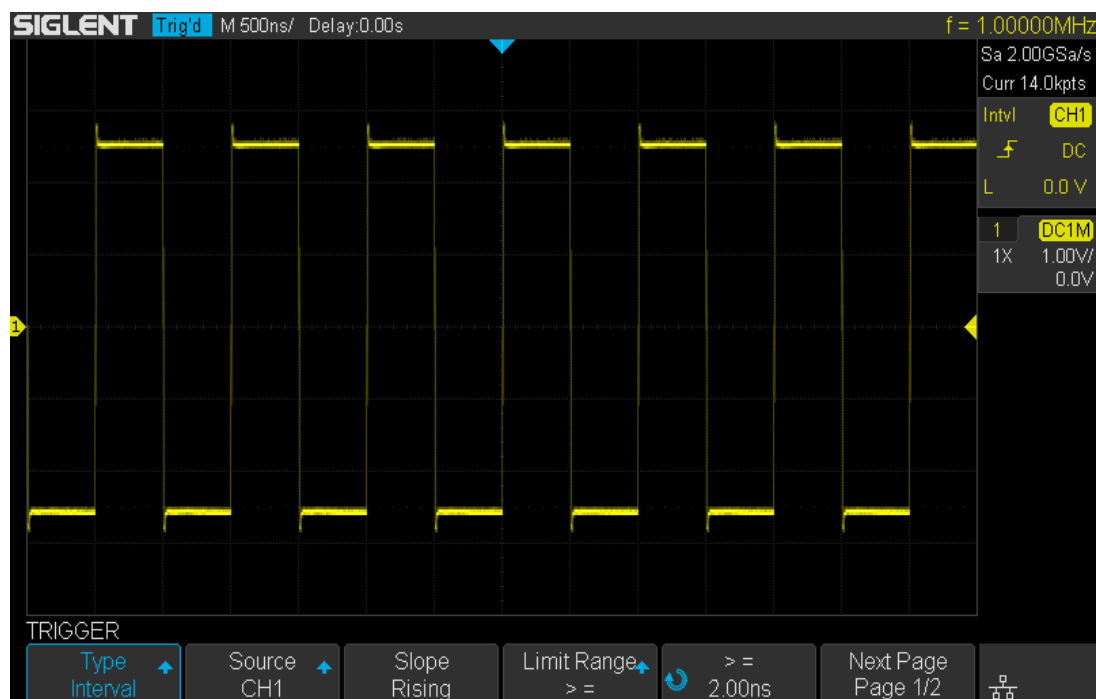 SIGLENT Trig'd M 500ns/ Delay:0.00s f = 1.00000MHz
Sa 2.00GSa/s
Curr 14.0kpts
Intvl CH1
DC
L 0.0 V
1 DC1M
1X 1.00V/
0.0V
1
TRIGGER
Type Source Slope Limit Range > = Next Page
Interval CH1 Rising > = 2.00ns Page 1/2